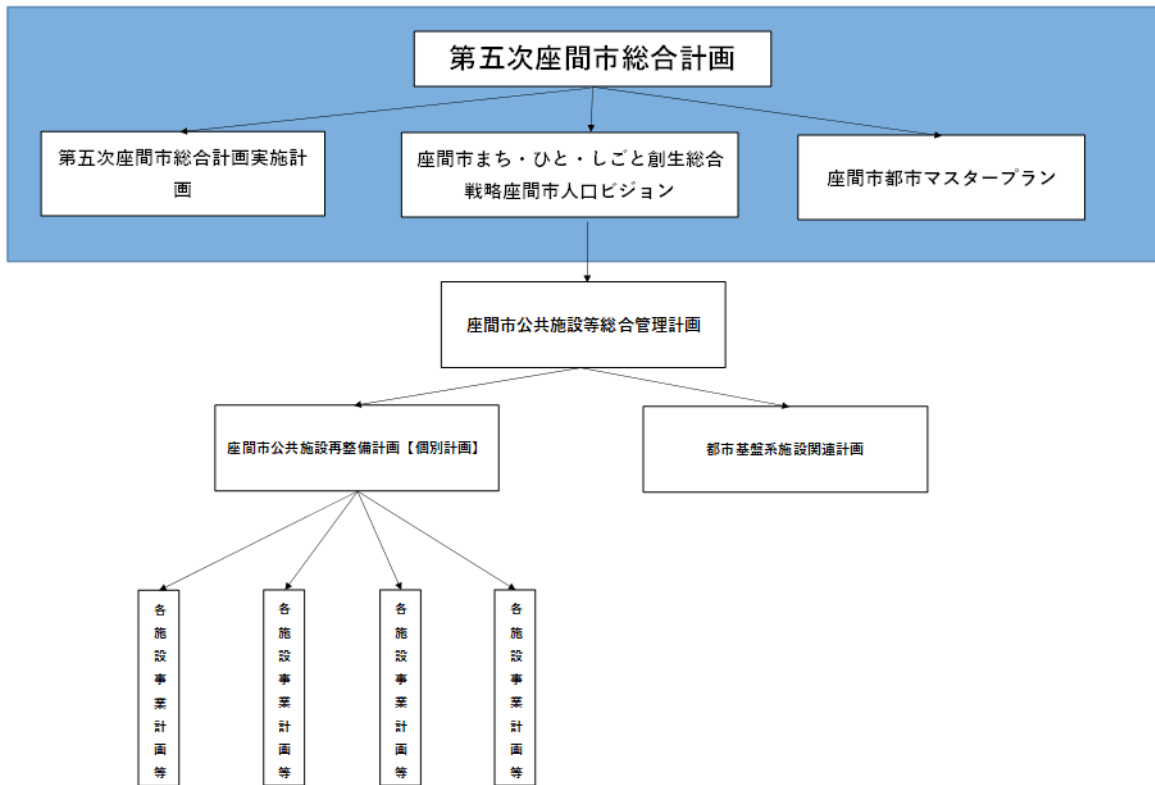 第五次座間市総合計画
第五次座間市総合計画実施計
画
座間市まち・ひと・しごと創生総合
戦略座間市人口ビジョン
座間市都市マスタープラン
座間市公共施設等総合管理計画
座間市公共施設再整備計画【個別計画】
都市基盤系施設関連計画
各施設事業計画等
各施設事業計画等
各施設事業計画等
各施設事業計画等